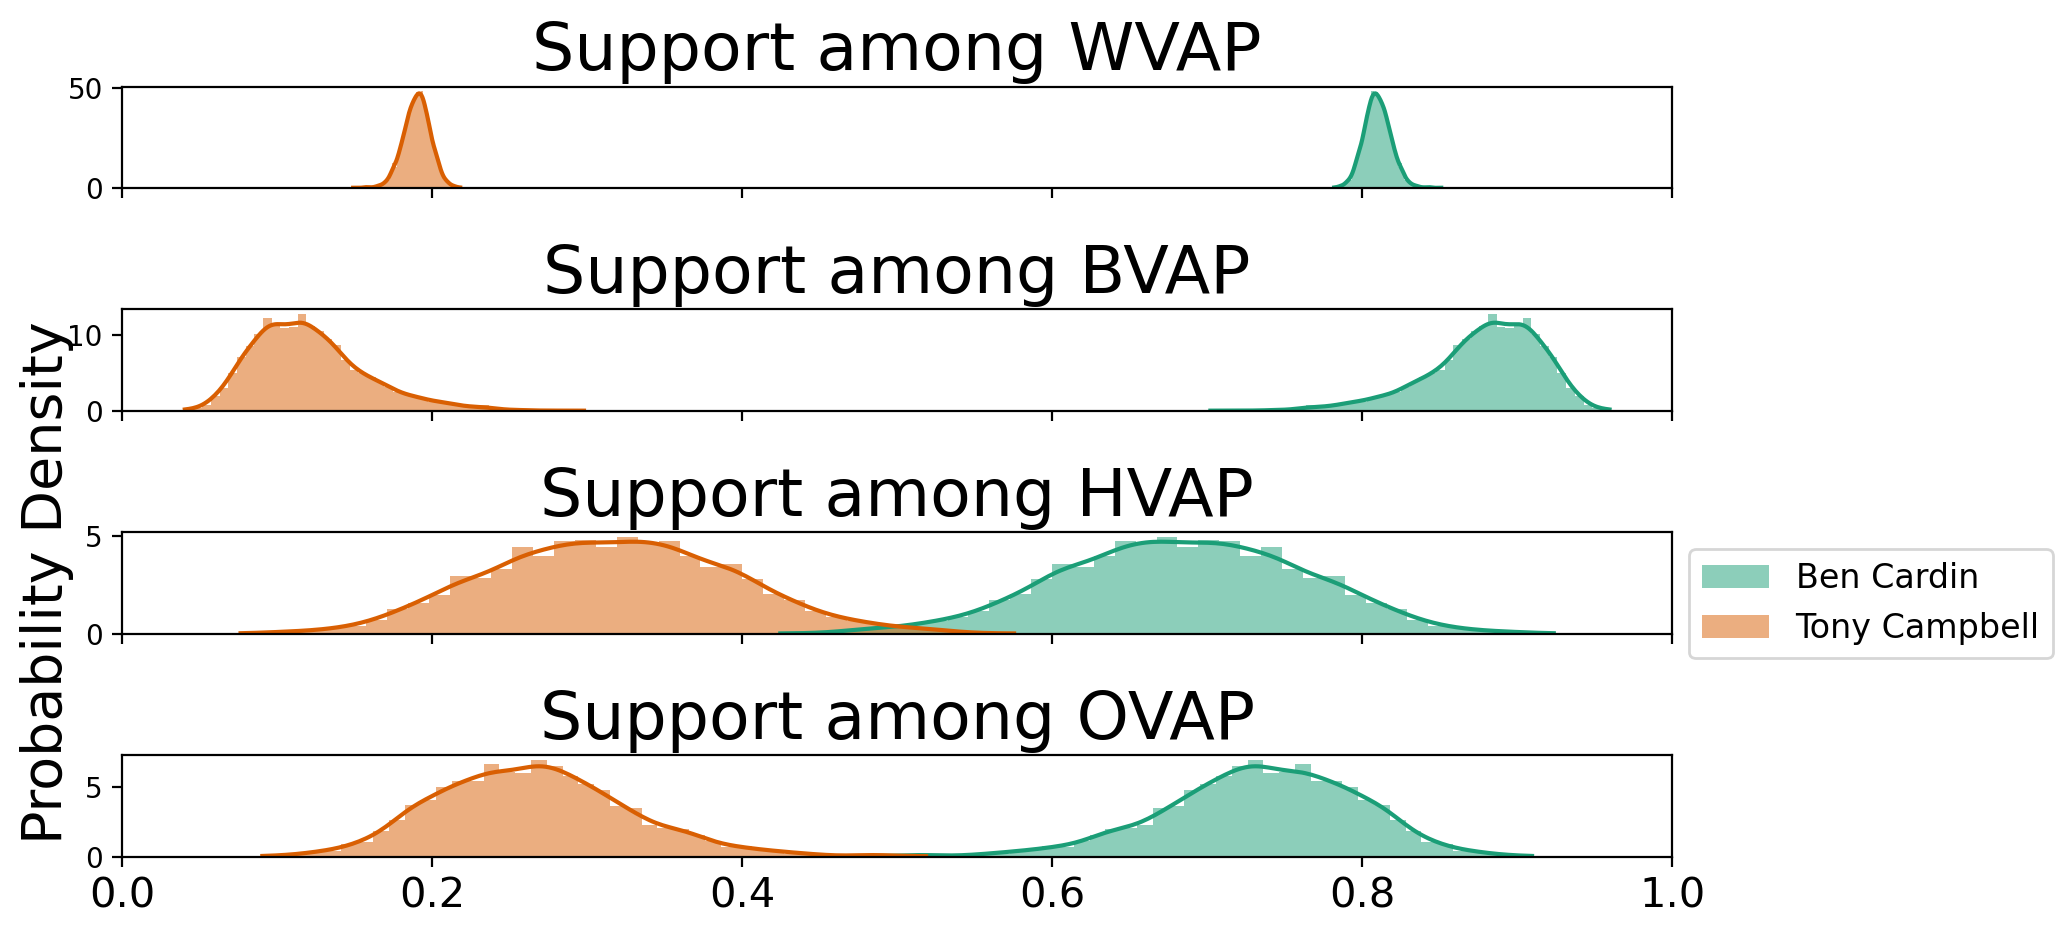 Support among WVAP
50
0
Support among BVAP
10
0
Support among HVAP
5
0
Support among OVAP
5
0
0.0 0.2 0.4 0.6 0.8 1.0
Probability Density
Ben Cardin
Tony Campbell